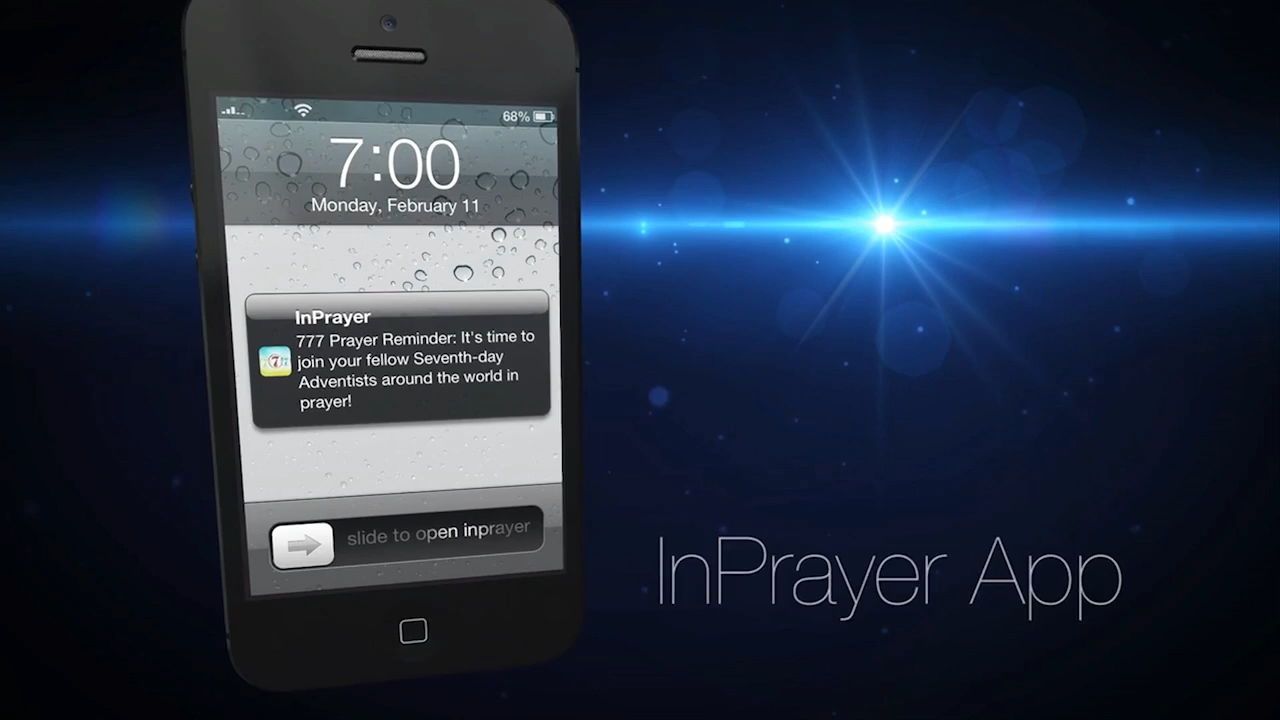 68%
7:00
Monday, February 11
InPrayer
777 Prayer Reminder: It's time to
join your fellow Seventh-day
Adventists around the world in
prayer!
slide to open inprayer
InPrayer App